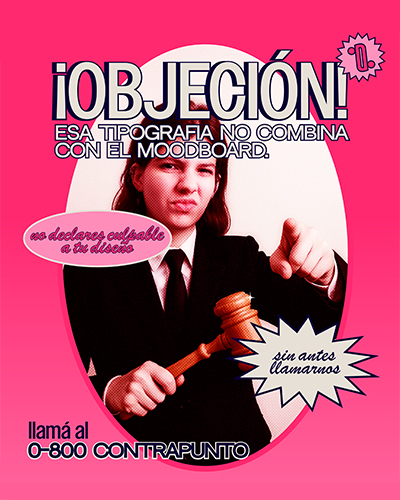 ¡OBJECIÓN!
ESA TIPOGRAFIA NO COMBINA
CON EL MOODBOARD.
no declares culpable
a tu diseño
sin antes
llamarnos
llamá al
0-800 CONTRAPUNTO